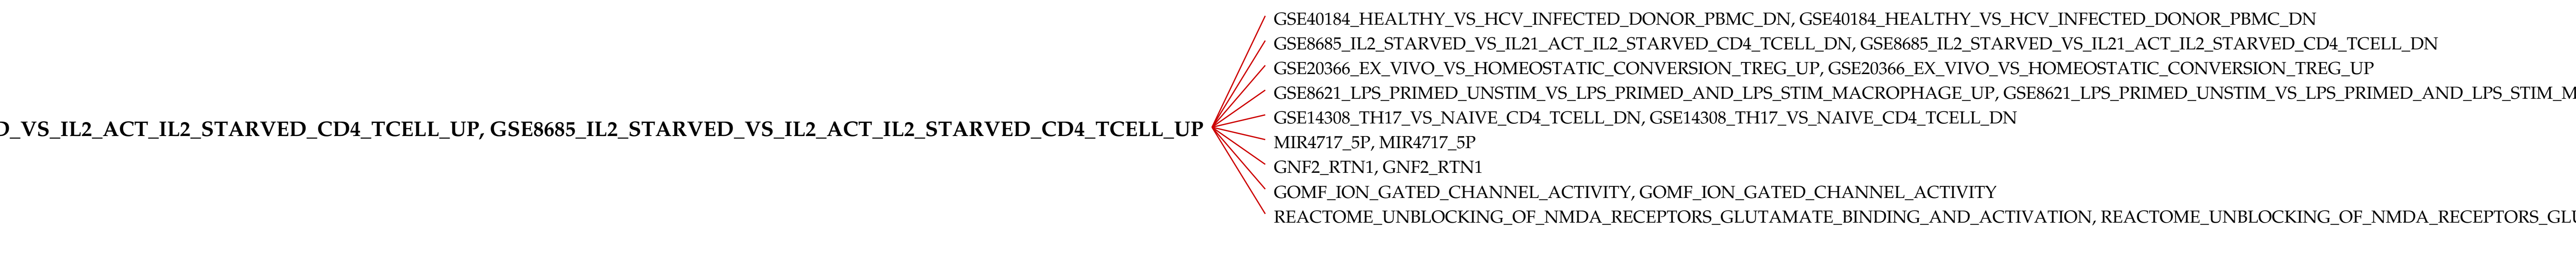 GSE40184_HEALTHY_VS_HCV_INFECTED_DONOR_PBMC_DN, GSE40184_HEALTHY_VS_HCV_INFECTED_DONOR_PBMC_DN
GSE8685_IL2_STARVED_VS_IL21_ACT_IL2_STARVED_CD4_TCELL_DN, GSE8685_IL2_STARVED_VS_IL21_ACT_IL2_STARVED_CD4_TCELL_DN
GSE20366_EX_VIVO_VS_HOMEOSTATIC_CONVERSION_TREG_UP, GSE20366_EX_VIVO_VS_HOMEOSTATIC_CONVERSION_TREG_UP
GSE8621_LPS_PRIMED_UNSTIM_VS_LPS_PRIMED_AND_LPS_STIM_MACROPHAGE_UP, GSE8621_LPS_PRIMED_UNSTIM_VS_LPS_PRIMED_AND_LPS_STIM_M
GSE14308_TH17_VS_NAIVE_CD4_TCELL_DN, GSE14308_TH17_VS_NAIVE_CD4_TCELL_DN
D_VS_IL2_ACT_IL2_STARVED_CD4_TCELL_UP, GSE8685_IL2_STARVED_VS_IL2_ACT_IL2_STARVED_CD4_TCELL_UP
MIR4717_5P, MIR4717_5P
GNF2_RTN1, GNF2_RTN1
GOMF_ION_GATED_CHANNEL_ACTIVITY, GOMF_ION_GATED_CHANNEL_ACTIVITY
REACTOME_UNBLOCKING_OF_NMDA_RECEPTORS_GLUTAMATE_BINDING_AND_ACTIVATION, REACTOME_UNBLOCKING_OF_NMDA_RECEPTORS_GLU